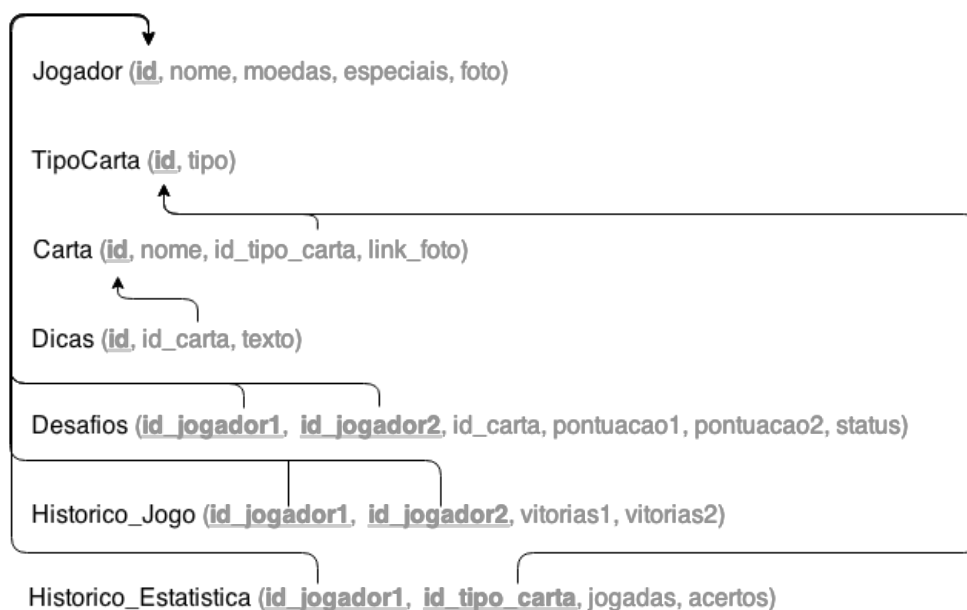 Jogador (id, nome, moedas, especiais, foto)
TipoCarta (id, tipo)
Carta (id, nome, id_tipo_carta, link_foto)
Dicas (id, id_carta, texto)
Desafios (id_jogador1, id_jogador2, id_carta, pontuacao1, pontuacao2, status)
Historico_Jogo (id_jogador1, id_jogador2, vitorias1, vitorias2)
Historico_Estatistica (id_jogador1, id_tipo_carta, jogadas, acertos)